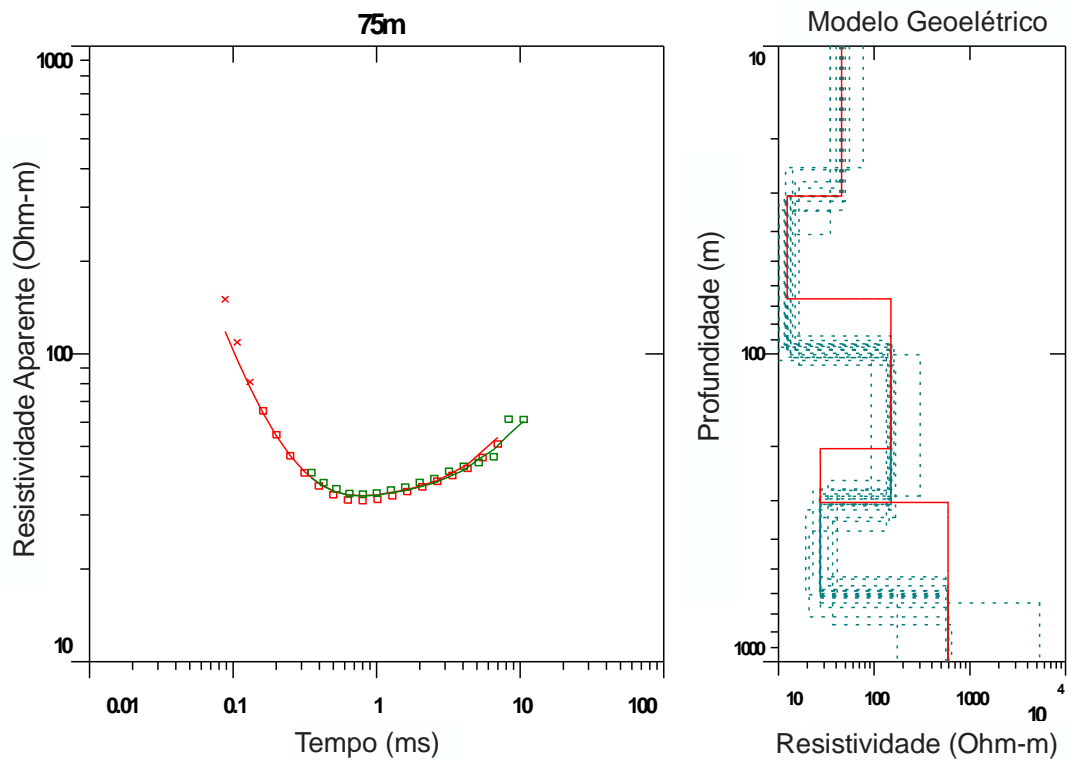 75m
1000
100
10
Resistividade Aparente (Ohm-m)
0.01 0.1 1 10 100
Tempo (ms)
Modelo Geoelétrico
10
100
1000
Profundidade (m)
10 100 1000 10 4
Resistividade (Ohm-m)